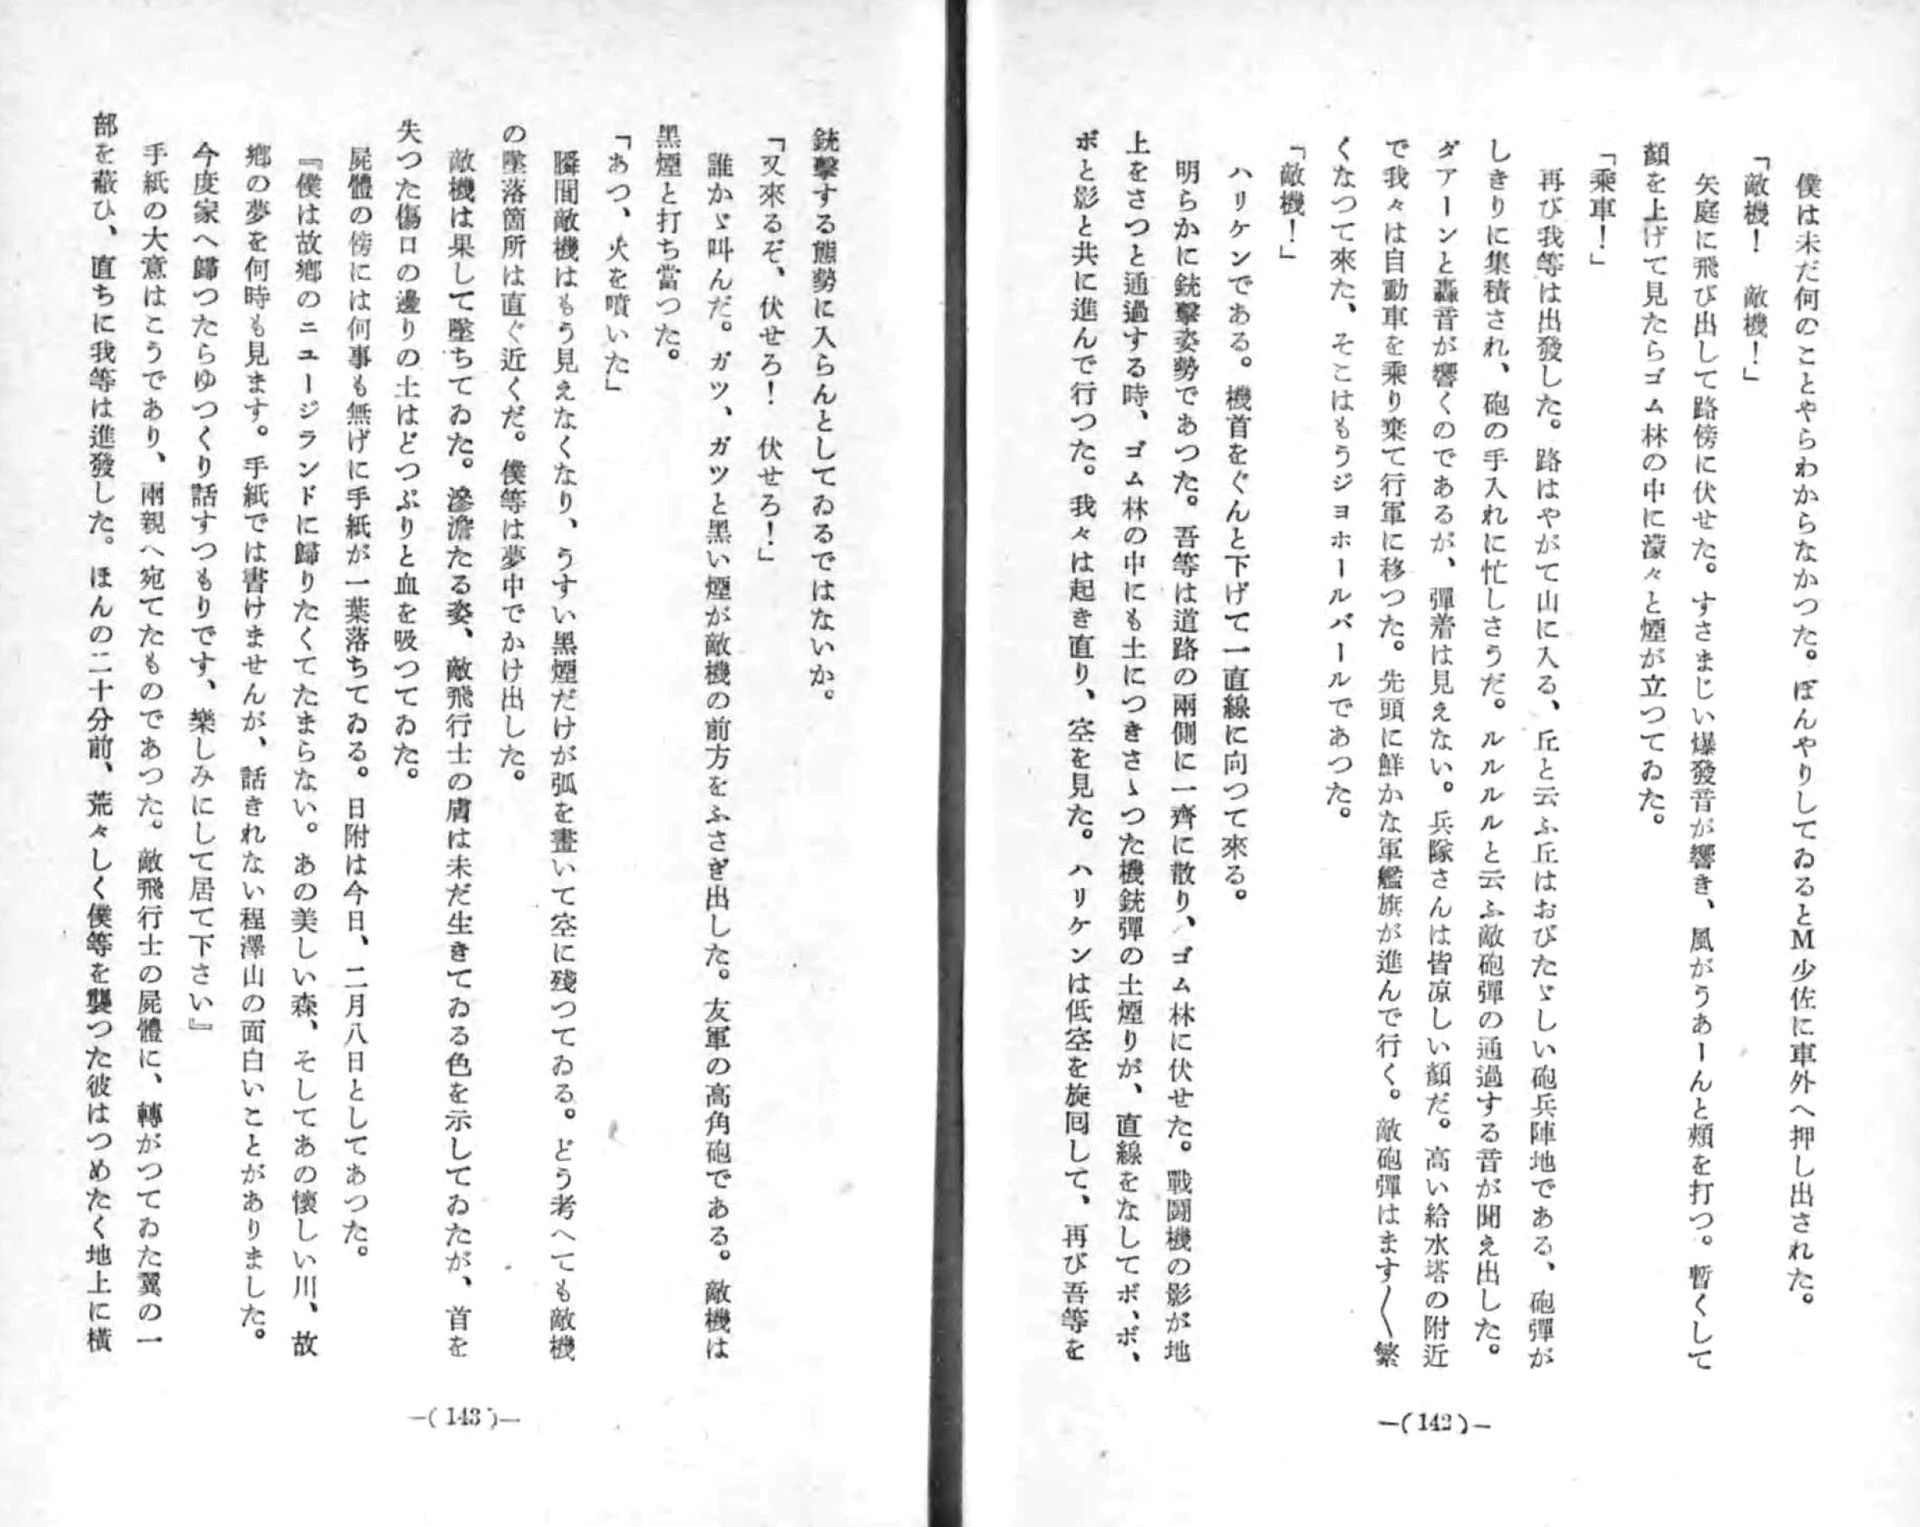 僕は未だ何のことやらわからなかつた。ぼんやりしてゐるとM少佐に車外へ押し出された。
「敵機!　敵機!」
矢庭に飛び出して路傍に伏せた。すさまじい爆發音が響き、風がうあーんと頰を打つ。暫くして
顏を上げて見たらゴム林の中に濛々と煙が立つてゐた。
「乘車!」
再び我等は出發した。路はやがて山に入る、丘と云ふ丘はおびたゞしい砲兵陣地である、砲彈が
しきりに集積され、砲の手入れに忙しさうだ。ルルルルと云ふ敵砲彈の通過する音が聞え出した。
ダアーンと轟音が響くのであるが、彈着は見えない。兵隊さんは皆凉しい顏だ。高い給水塔の附近
で我々は自動車を乘り棄て行軍に移つた。先頭に鮮かな軍艦旗が進んで行く。敵砲彈はます〱繁
くなつて來た、そこはもうジョホールバールであつた。
「敵機!」
ハリケンである。機首をぐんと下げて一直線に向つて來る。
明らかに銃擊姿勢であつた。吾等は道路の兩側に一齊に散り、ゴム林に伏せた。戰鬪機の影が地
上をさつと通過する時、ゴム林の中にも土につきさゝつた機銃彈の土煙りが、直線をなしてボ、ボ、
ボと影と共に進んで行つた。我々は起き直り、空を見た。ハリケンは低空を旋回して、再び吾等を
—(142)—
銃擊する態勢に入らんとしてゐるではないか。
「又來るぞ、伏せろ!　伏せろ!」
誰かゞ叫んだ。ガツ、ガツと黑い煙が敵機の前方をふさぎ出した。友軍の高角砲である。敵機は
黑煙と打ち當つた。
「あつ、火を噴いた」
瞬間敵機はもう見えなくなり、うすい黑煙だけが弧を畫いて空に殘つてゐる。どう考へても敵機
の墜落箇所は直ぐ近くだ。僕等は夢中でかけ出した。
敵機は果して墜ちてゐた。滲澹たる姿、敵飛行士の膚は未だ生きてゐる色を示してゐたが、首を
失つた傷口の邊りの土はどつぷりと血を吸つてゐた。
屍體の傍には何事も無げに手紙が一葉落ちてゐる。日附は今日、二月八日としてあつた。
『僕は故鄕のニュージランドに歸りたくてたまらない。あの美しい森、そしてあの懷しい川、故
鄕の夢を何時も見ます。手紙では書けませんが、話きれない程澤山の面白いことがありました。
今度家へ歸つたらゆつくり話すつもりです、樂しみにして居て下さい』
手紙の大意はこうであり、兩親へ宛てたものであつた。敵飛行士の屍體に、轉がつてゐた翼の一
部を蔽ひ、直ちに我等は進發した。ほんの二十分前、荒々しく僕等を襲つた彼はつめたく地上に橫
—(143)—